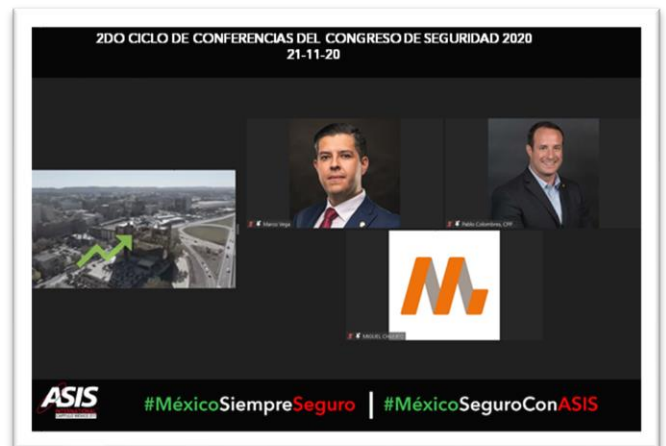 2DO CICLO DE CONFERENCIAS DEL CONGRESO DE SEGURIDAD 2020
21-11-20
Marco Vega
Pablo Colombres, CPP
MIGUEL
ASIS
INTERNATIONAL
#MéxicoSiempreSeguro | #MéxicoSeguroConASIS